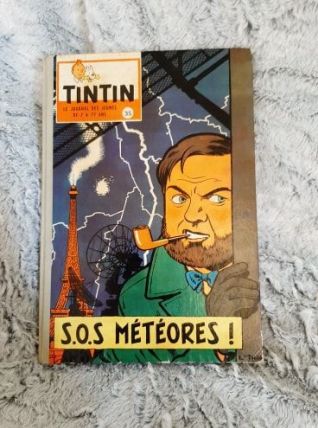 TINTIN
LE JOURNAL DES JEUNES
DE 7 A 77 ANS
35
S.O.S MÉTÉORES !